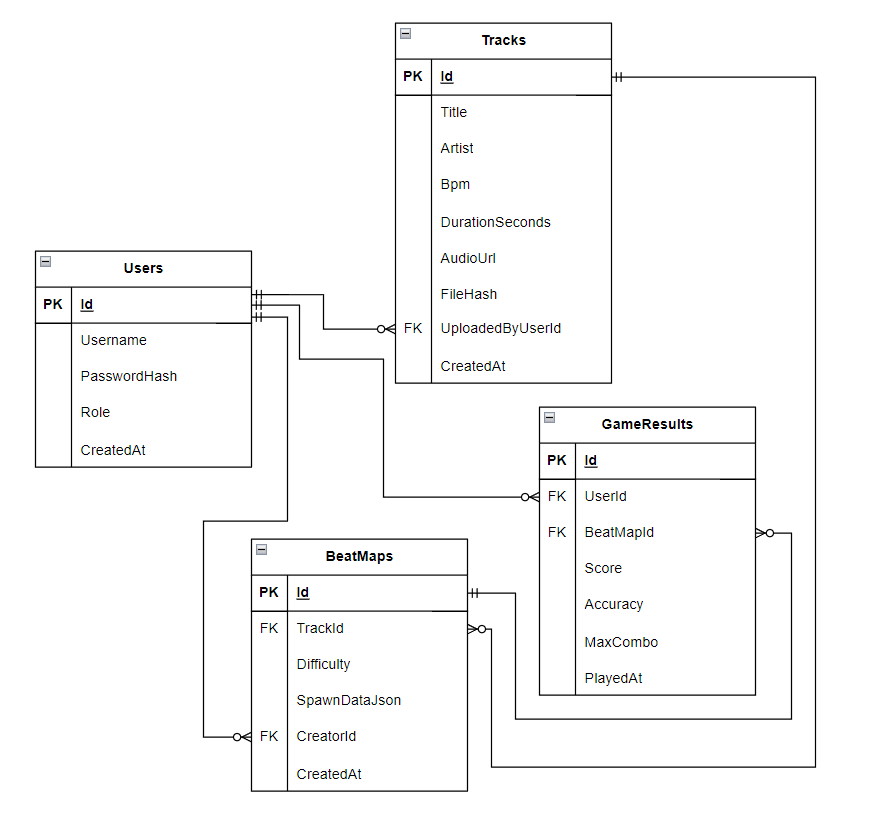 Tracks
PK Id
Title
Artist
Bpm
DurationSeconds
AudioUrl
FileHash
FK UploadedByUserId
CreatedAt
Users
PK Id
Username
PasswordHash
Role
CreatedAt
GameResults
PK Id
FK UserId
FK BeatMapId
Score
Accuracy
MaxCombo
PlayedAt
BeatMaps
PK Id
FK TrackId
Difficulty
SpawnDataJson
FK CreatorId
CreatedAt